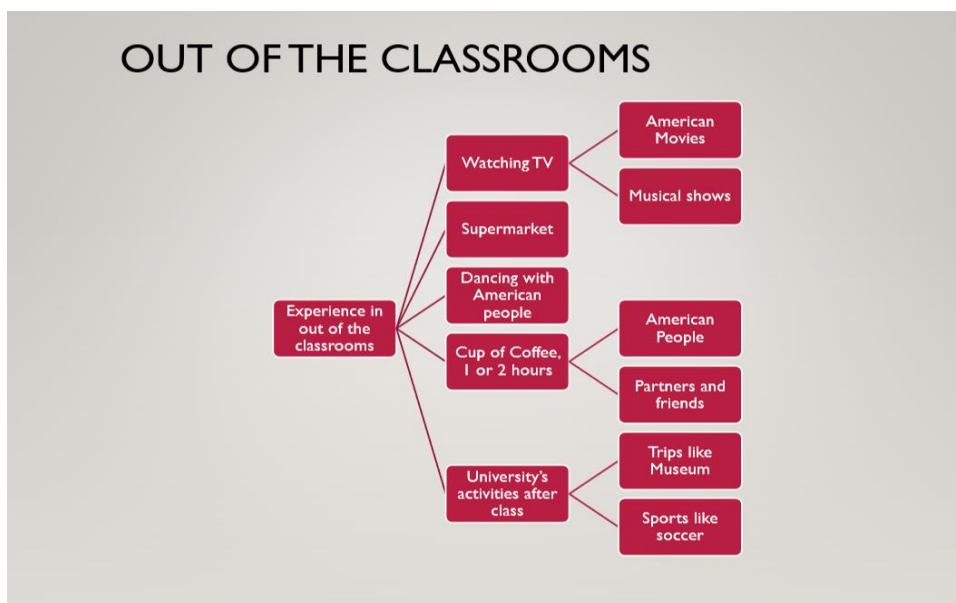 OUT OF THE CLASSROOMS
Experience in
out of the
classrooms
Watching TV
American
Movies
Musical shows
Supermarket
Dancing with
American
people
Cup of Coffee,
1 or 2 hours
American
People
Partners and
friends
University's
activities after
class
Trips like
Museum
Sports like
soccer